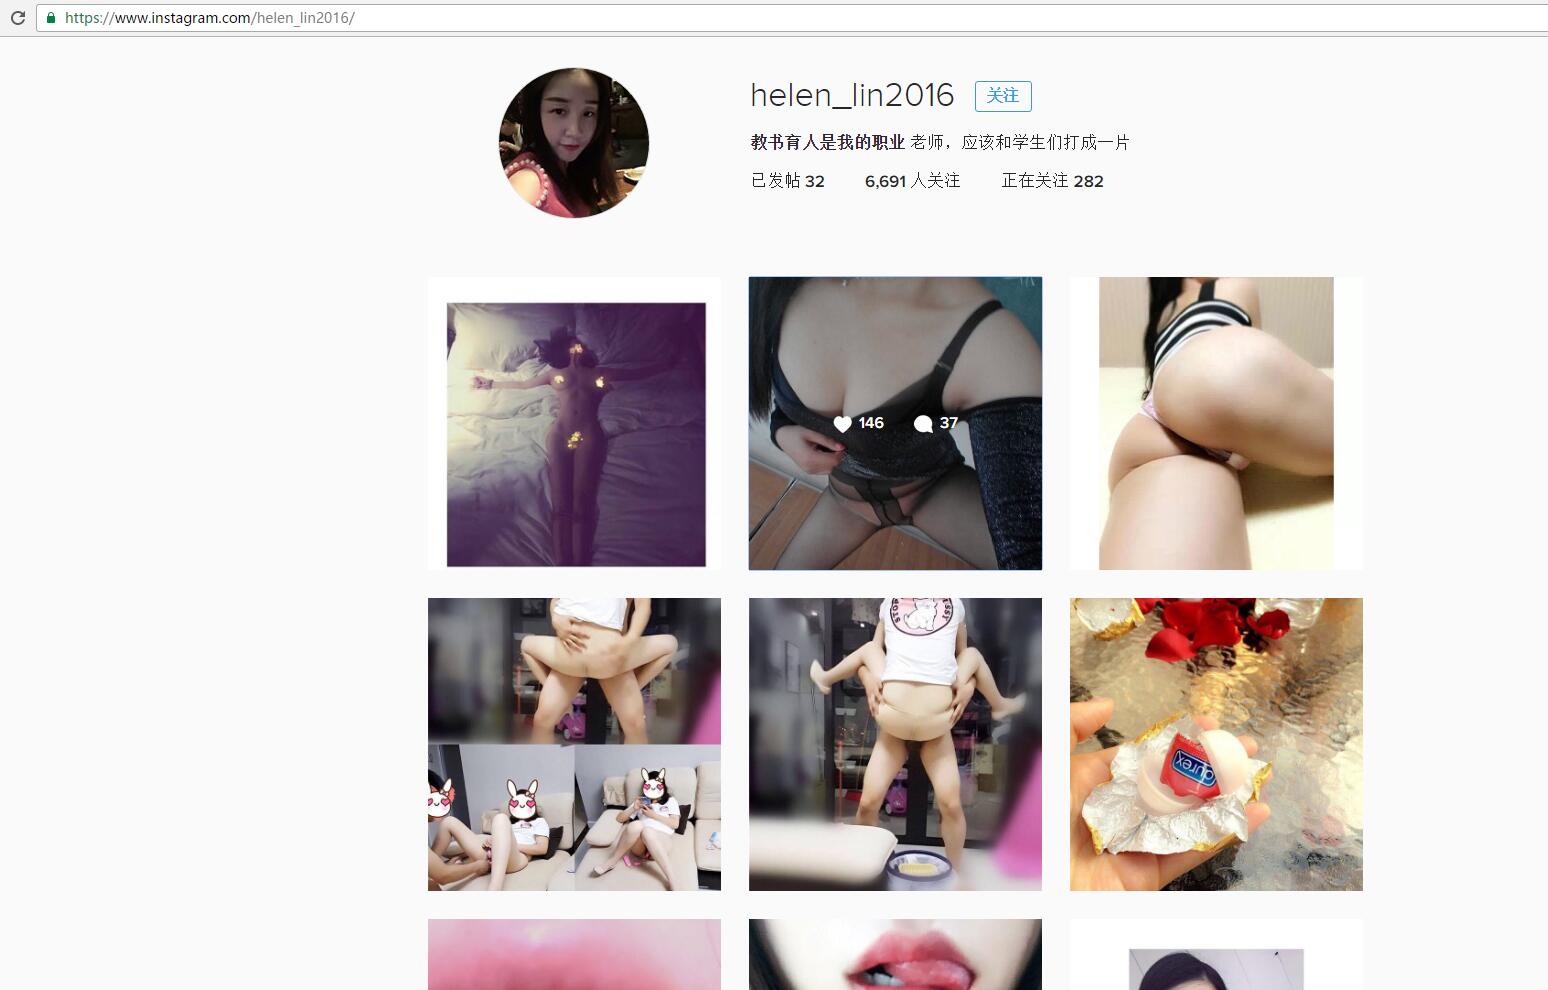 https://www.instagram.com/helen_lin2016/
helen_lin2016 关注
教书育人是我的职业 老师，应该和学生们打成一片
已发帖 32 6,691 人关注 正在关注 282
146 37
durex